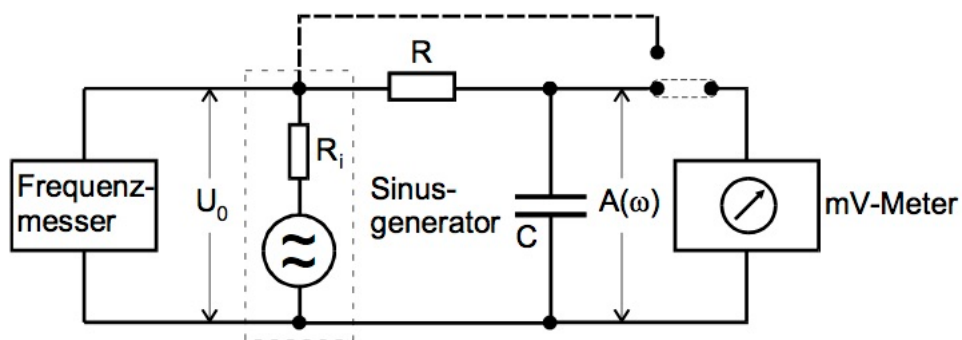 R
Frequenz-
messer
U₀
Rᵢ
Sinus-
generator
C
A(ω)
mV-Meter